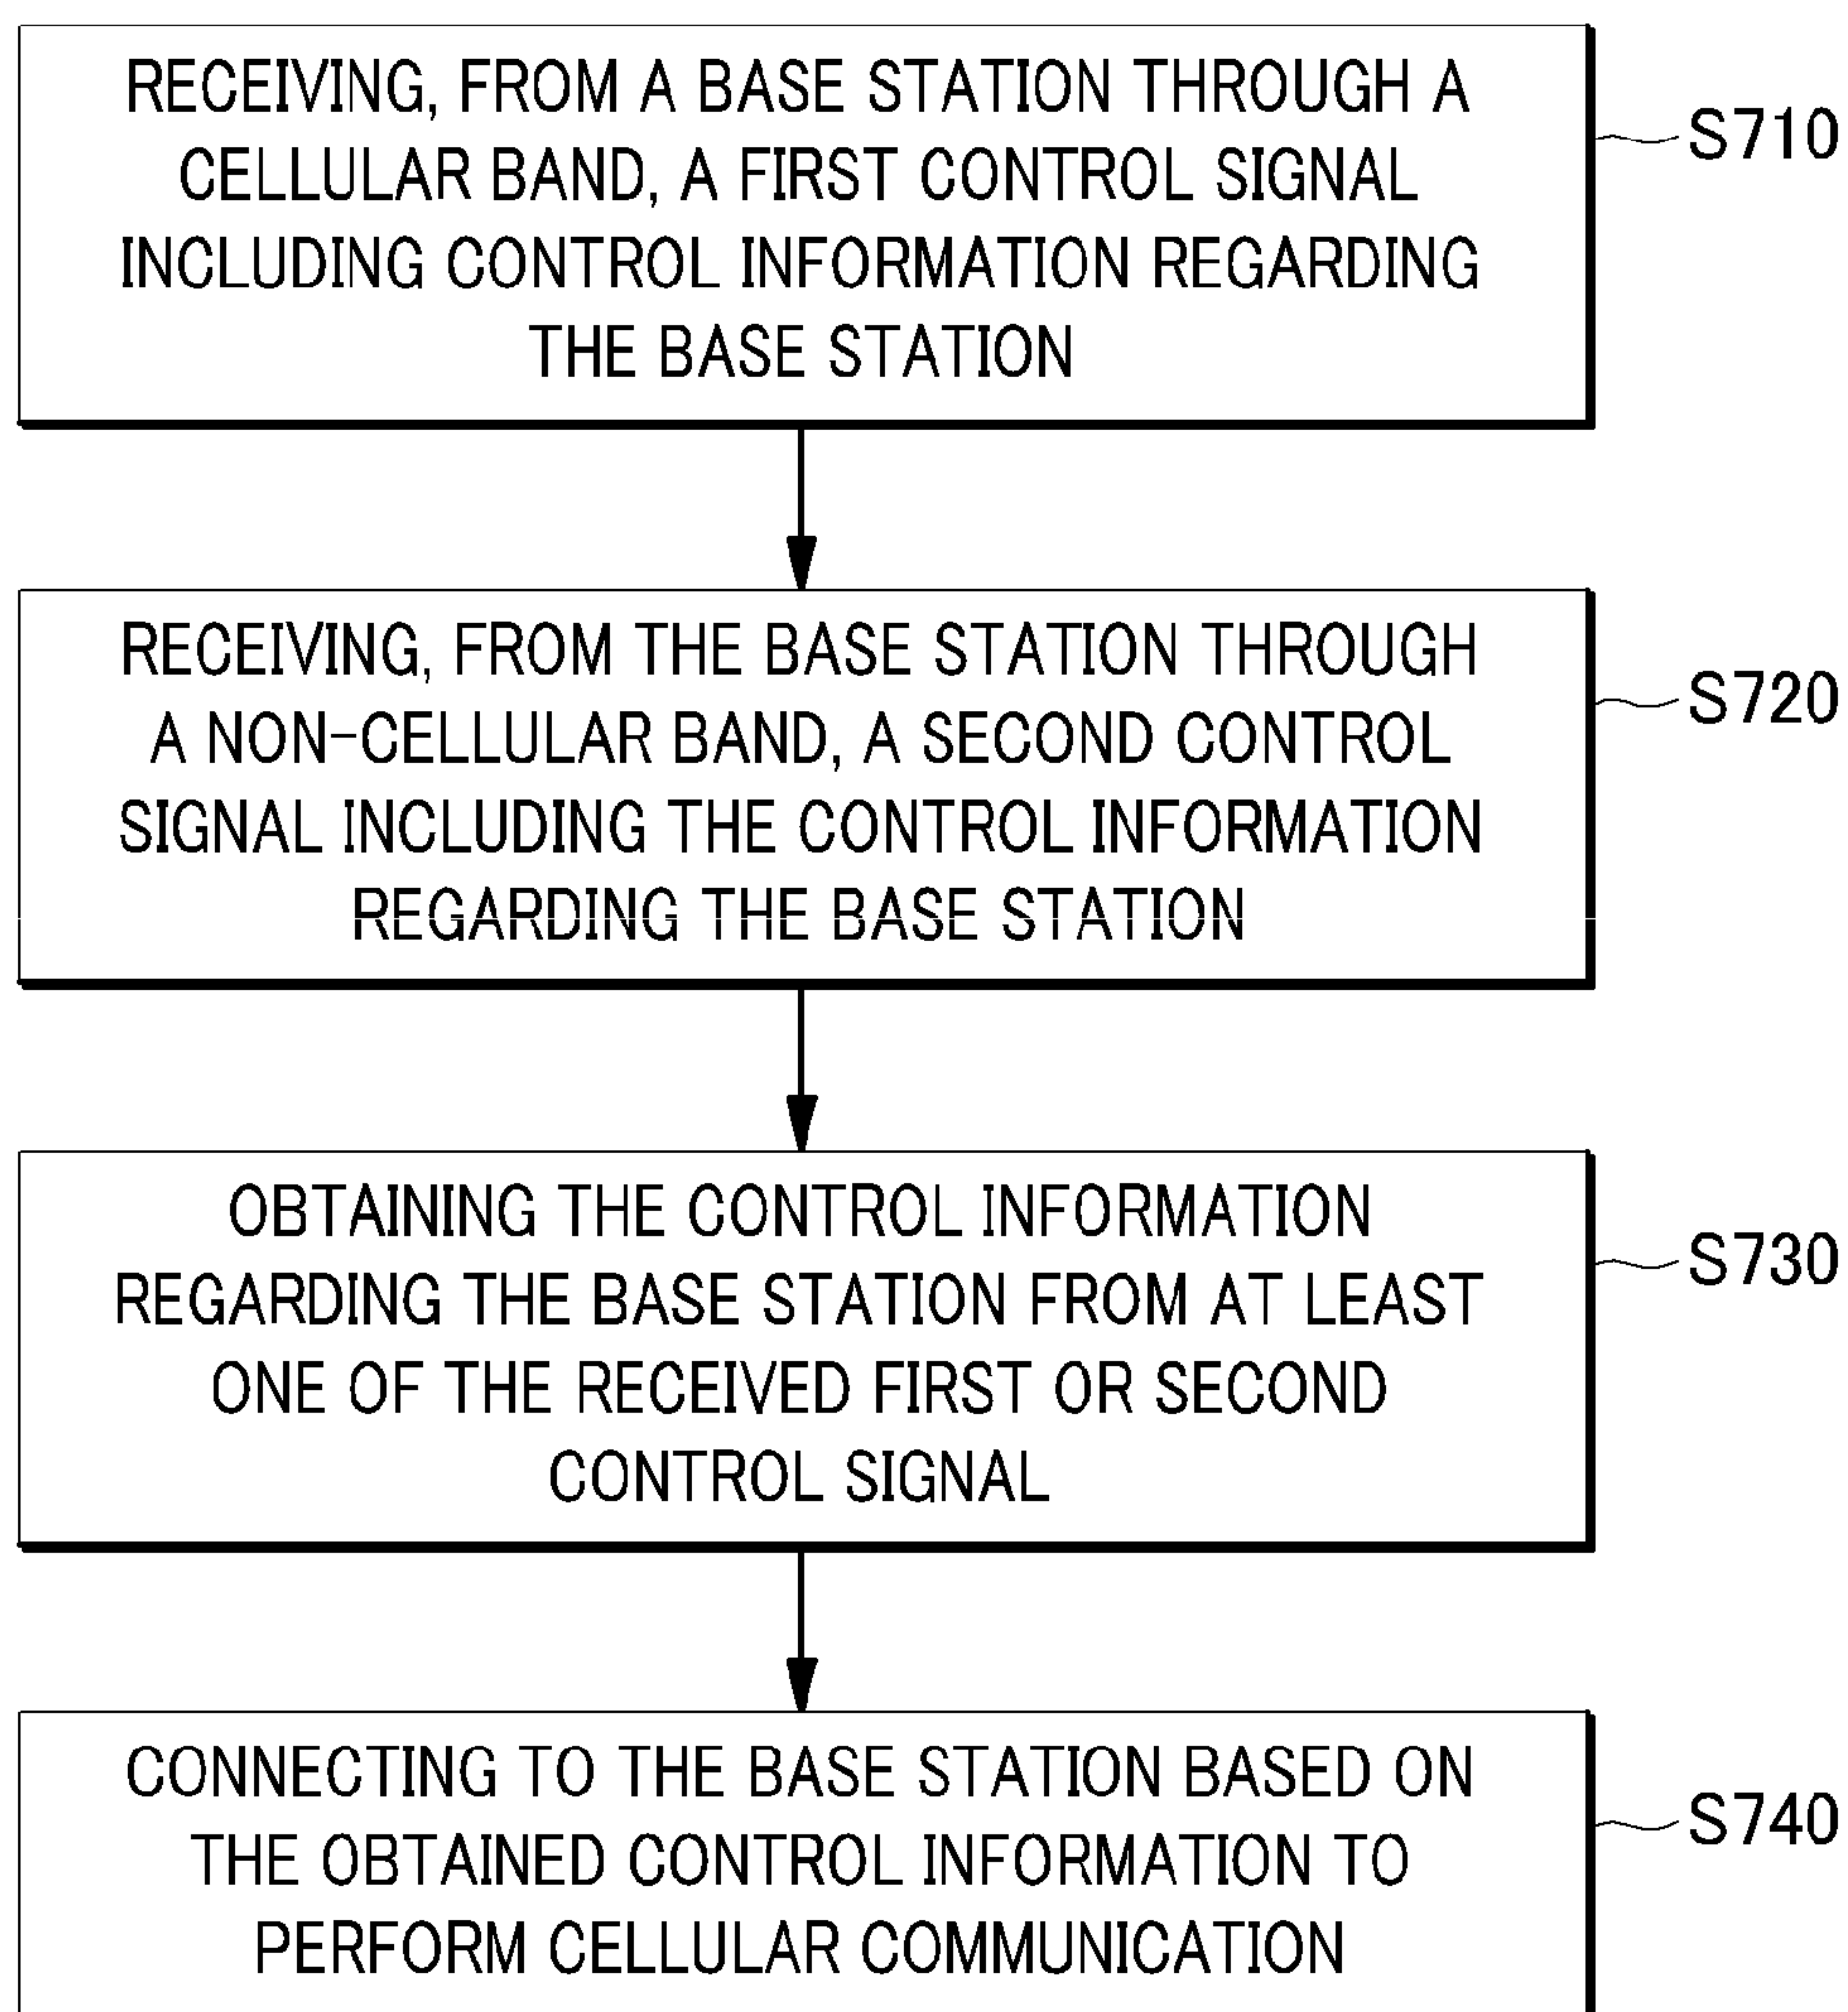 RECEIVING, FROM A BASE STATION THROUGH A
CELLULAR BAND, A FIRST CONTROL SIGNAL
INCLUDING CONTROL INFORMATION REGARDING
THE BASE STATION
S710
RECEIVING, FROM THE BASE STATION THROUGH
A NON-CELLULAR BAND, A SECOND CONTROL
SIGNAL INCLUDING THE CONTROL INFORMATION
REGARDING THE BASE STATION
S720
OBTAINING THE CONTROL INFORMATION
REGARDING THE BASE STATION FROM AT LEAST
ONE OF THE RECEIVED FIRST OR SECOND
CONTROL SIGNAL
S730
CONNECTING TO THE BASE STATION BASED ON
THE OBTAINED CONTROL INFORMATION TO
PERFORM CELLULAR COMMUNICATION
S740